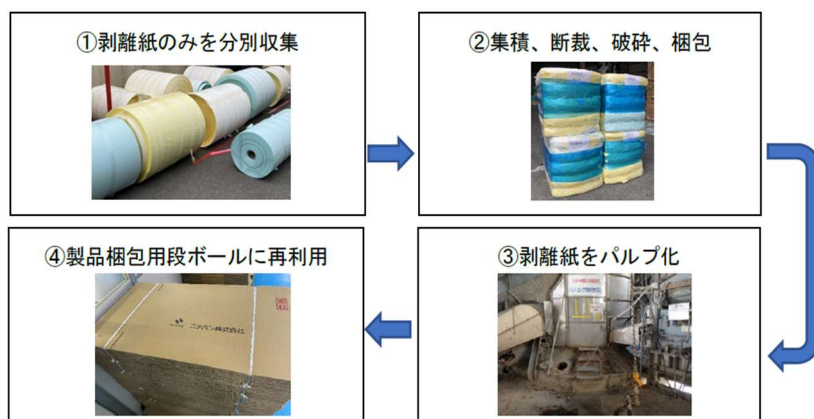 ①剥離紙のみを分別収集
②集積、断裁、破砕、梱包
③剥離紙をパルプ化
④製品梱包用段ボールに再利用
ニチバン株式会社